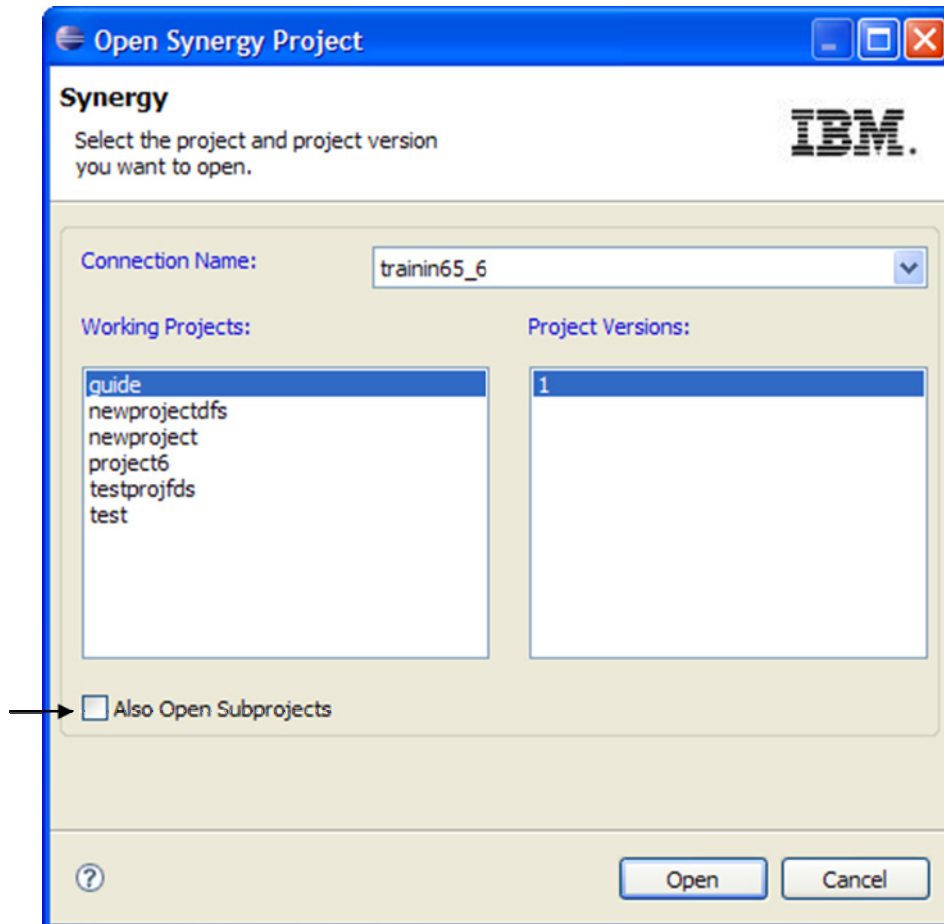 Open Synergy Project
Synergy
Select the project and project version
you want to open.
IBM.
Connection Name:
trainin65_6
Working Projects:
Project Versions:
guide
newprojectdfs
newproject
project6
testprojfds
test
1
Also Open Subprojects
?
Open
Cancel